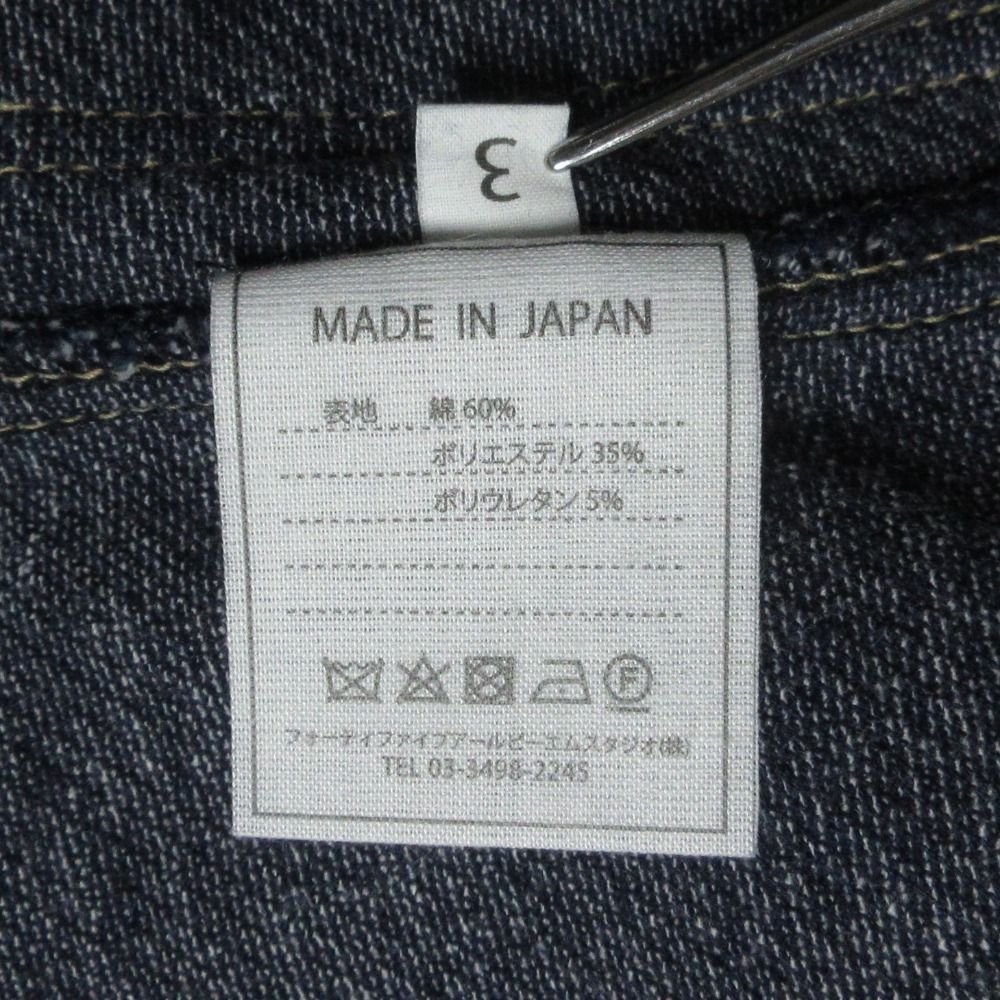 3
MADE IN JAPAN
表地 綿 60%
ポリエステル 35%
ポリウレタン 5%
F
フォーティファイブアールピーエムスタジオ(株)
TEL 03-3498-2245